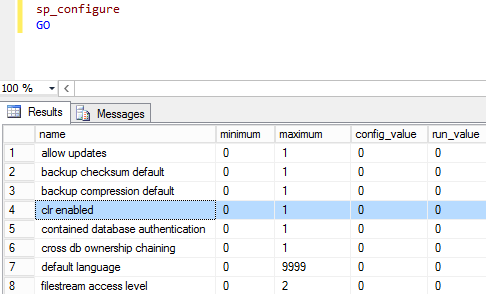 sp_configure
GO
100 %
Results Messages
name minimum maximum config_value run_value
1 allow updates 0 1 0 0
2 backup checksum default 0 1 0 0
3 backup compression default 0 1 0 0
4 clr enabled 0 1 0 0
5 contained database authentication 0 1 0 0
6 cross db ownership chaining 0 1 0 0
7 default language 0 9999 0 0
8 filestream access level 0 2 0 0